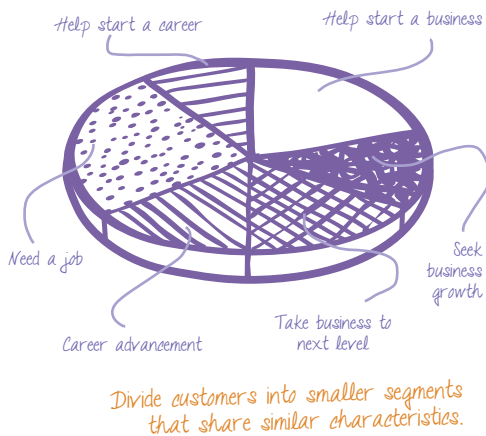 Help start a career
Help start a business
Need a job
Seek
business
growth
Career advancement
Take business to
next level
Divide customers into smaller segments
that share similar characteristics.